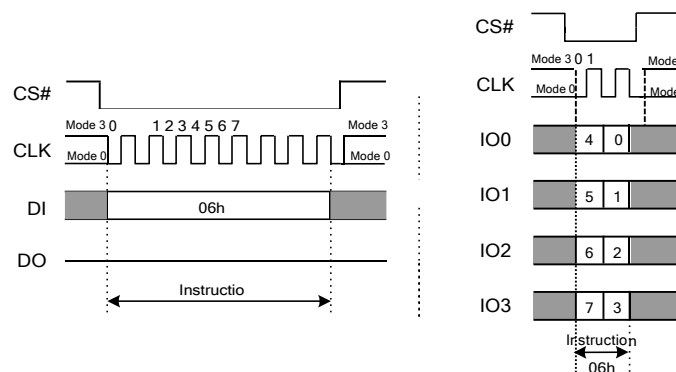 CS#
Mode 3 0 1 2 3 4 5 6 7 Mode 3
CLK
Mode 0 Mode 0
DI 06h
DO
Instructio
CS#
Mode 3 0 1 Mode
CLK
Mode 0 Mode
IO0 4 0
IO1 5 1
IO2 6 2
IO3 7 3
Instruction
06h